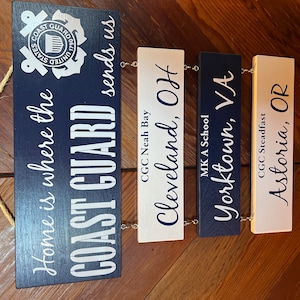 UNITED STATES COAST GUARD
Home is where the
COAST GUARD
sends us
CGC Neah Bay
Cleveland, OH
MK A School
Yorktown, VA
CGC Steadfast
Astoria, OR